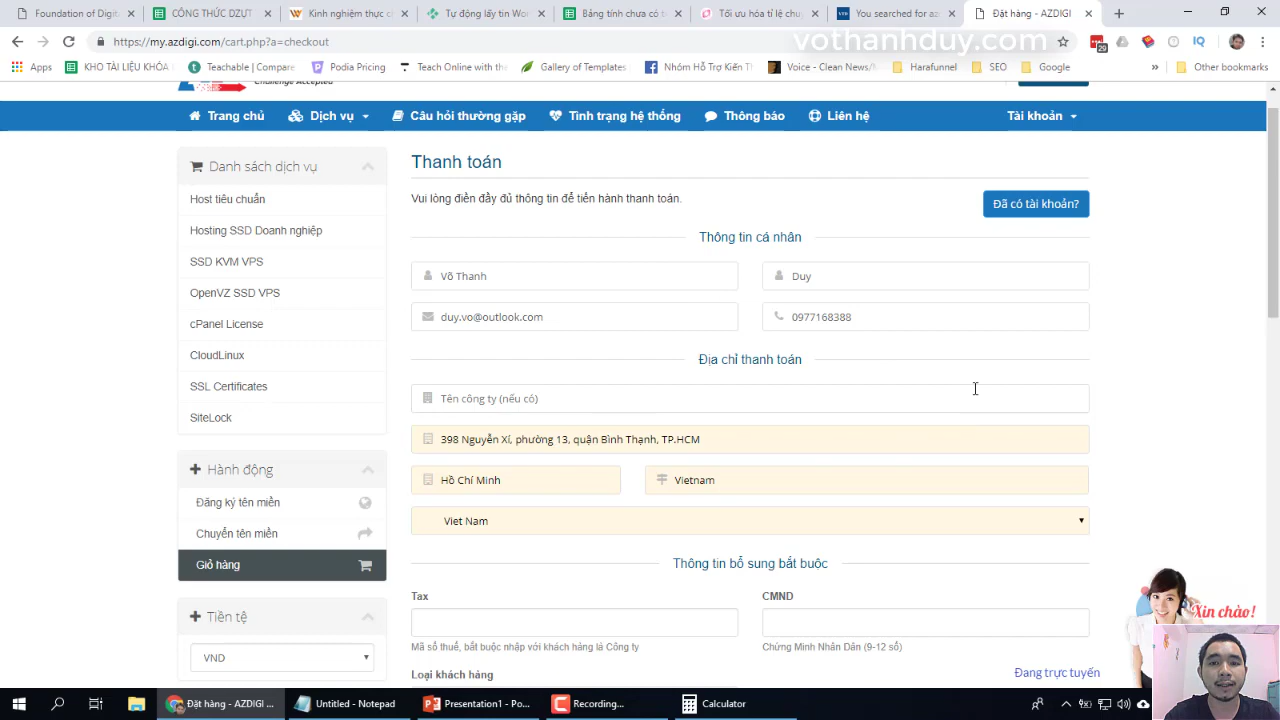 Foundation of Digital
CÔNG THỨC DZỰT
Kinh nghiệm thực c
Tự động lấy tin Wor
Bảng tính chưa có t
Tối ưu hóa tỉ lệ chuy
You searched for az
Đặt hàng - AZDIGI
https://my.azdigi.com/cart.php?a=checkout
vothanhduy.com
29
IQ
Apps
KHO TÀI LIỆU KHÓA
Teachable | Compare
Podia Pricing
Teach Online with the
Gallery of Templates
Nhóm Hỗ Trợ Kiến T
Voice - Clean News/
Harafunnel
SEO
Google
»
Other bookmarks
Challenge Accepted
Trang chủ
Dịch vụ
Câu hỏi thường gặp
Tình trạng hệ thống
Thông báo
Liên hệ
Tài khoản
Danh sách dịch vụ
Host tiêu chuẩn
Hosting SSD Doanh nghiệp
SSD KVM VPS
OpenVZ SSD VPS
cPanel License
CloudLinux
SSL Certificates
SiteLock
Hành động
Đăng ký tên miền
Chuyển tên miền
Giỏ hàng
Tiền tệ
VND
Thanh toán
Vui lòng điền đầy đủ thông tin để tiến hành thanh toán.
Đã có tài khoản?
Thông tin cá nhân
Võ Thanh
Duy
duy.vo@outlook.com
0977168388
Địa chỉ thanh toán
Tên công ty (nếu có)
398 Nguyễn Xí, phường 13, quận Bình Thạnh, TP.HCM
Hồ Chí Minh
Vietnam
Viet Nam
Thông tin bổ sung bắt buộc
Tax
CMND
Mã số thuế, bắt buộc nhập với khách hàng là Công ty
Chứng Minh Nhân Dân (9-12 số)
Loại khách hàng
Xin chào!
Đang trực tuyến
Đặt hàng - AZDIGI ...
Untitled - Notepad
Presentation1 - Po...
Recording...
Calculator